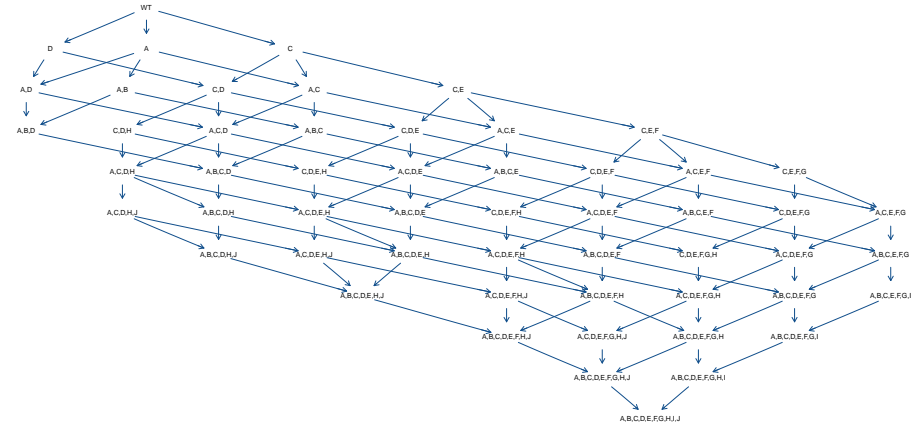 WT
D
A
C
A,D
A,B
C,D
A,C
C,E
A,B,D
C,D,H
A,C,D
A,B,C
C,D,E
A,C,E
C,E,F
A,C,D,H
A,B,C,D
C,D,E,H
A,C,D,E
A,B,C,E
C,D,E,F
A,C,E,F
C,E,F,G
A,C,D,H,J
A,B,C,D,H
A,C,D,E,H
A,B,C,D,E
C,D,E,F,H
A,C,D,E,F
A,B,C,E,F
C,D,E,F,G
A,C,E,F,G
A,B,C,D,H,J
A,C,D,E,H,J
A,B,C,D,E,H
A,C,D,E,F,H
A,B,C,D,E,F
C,D,E,F,G,H
A,C,D,E,F,G
A,B,C,E,F,G
A,B,C,D,E,H,J
A,C,D,E,F,H,J
A,B,C,D,E,F,H
A,C,D,E,F,G,H
A,B,C,D,E,F,G
A,B,C,E,F,G,I
A,B,C,D,E,F,H,J
A,C,D,E,F,G,H,J
A,B,C,D,E,F,G,H
A,B,C,D,E,F,G,I
A,B,C,D,E,F,G,H,J
A,B,C,D,E,F,G,H,I
A,B,C,D,E,F,G,H,I,J